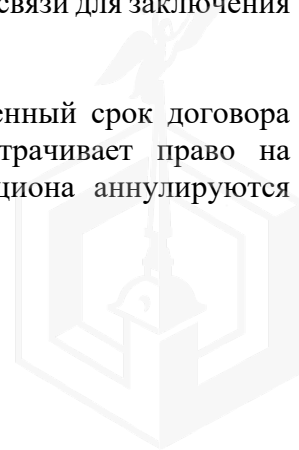 связи для заключения
енный срок договора
трачивает право на
циона аннулируются